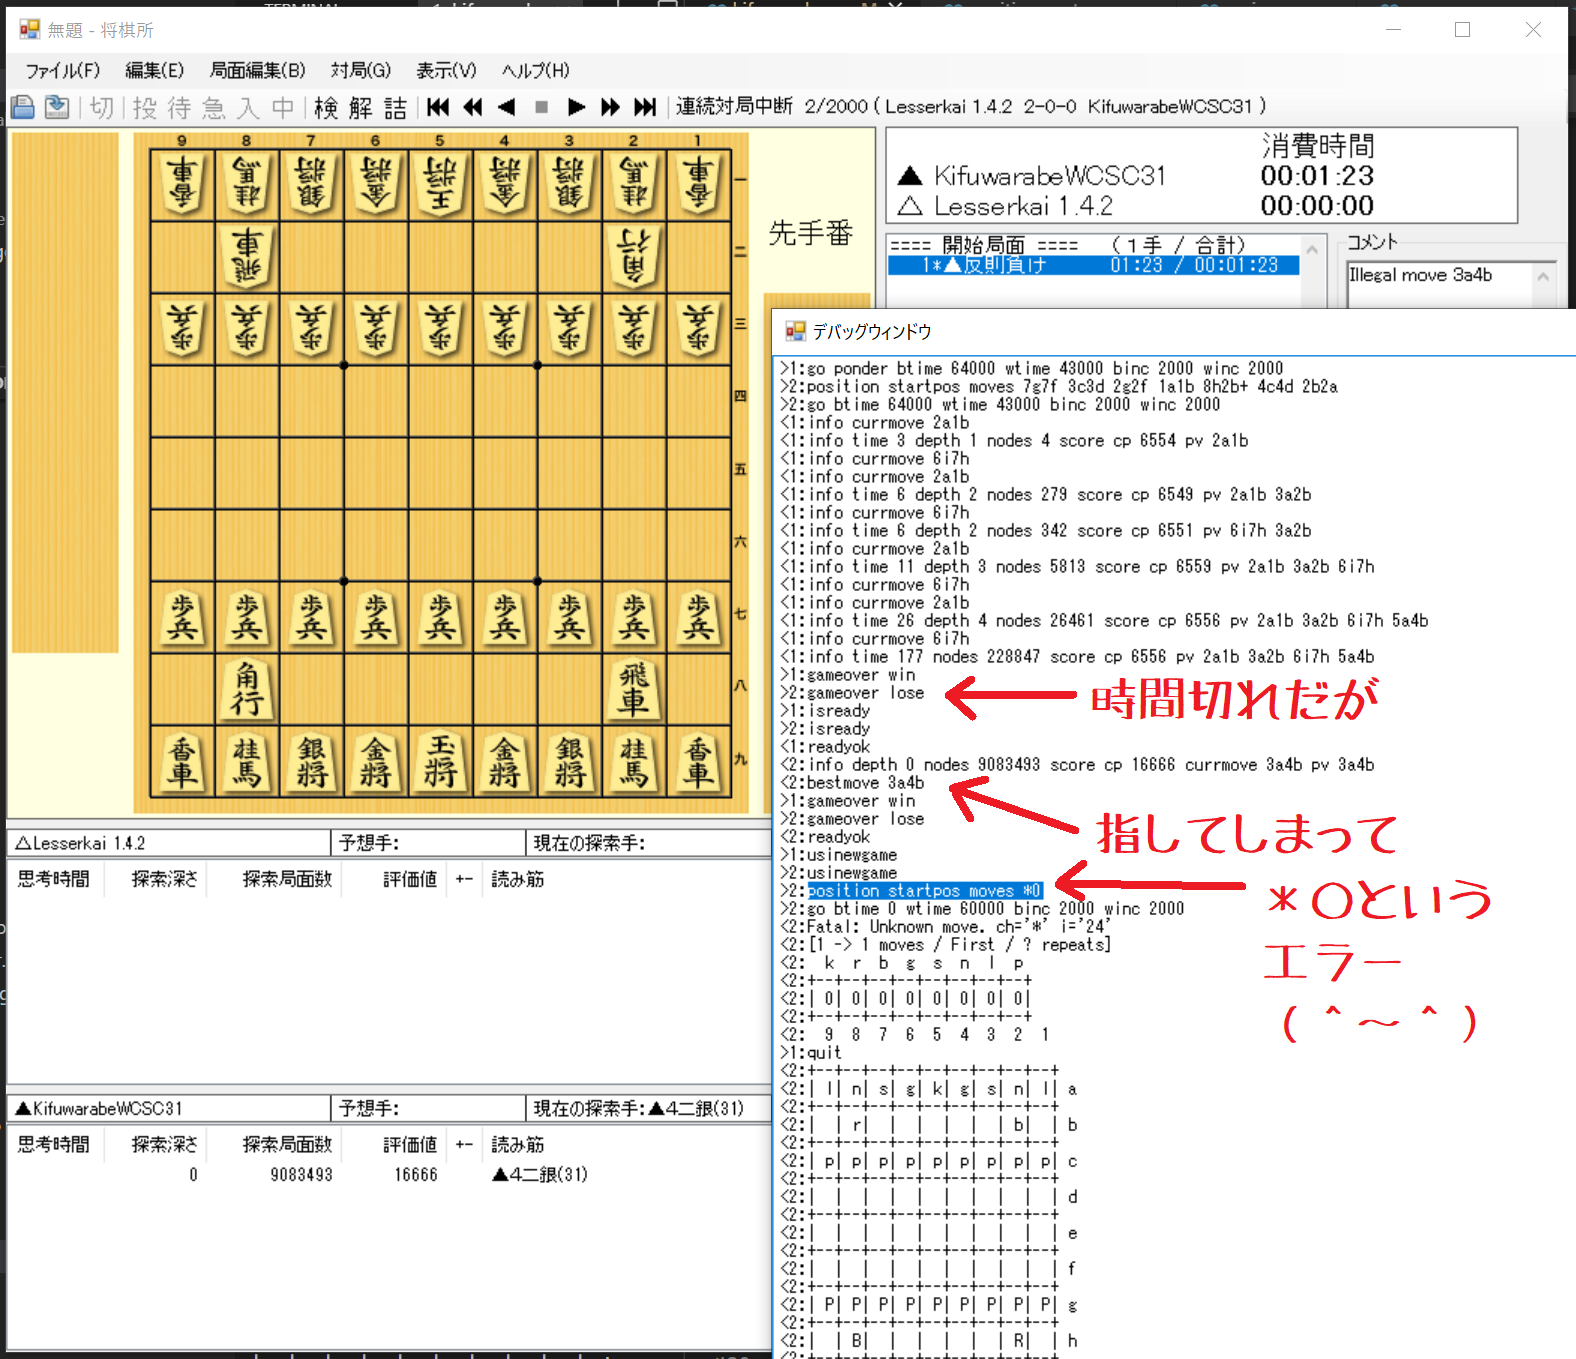 無題 - 将棋所
ファイル(F) 編集(E) 局面編集(B) 対局(G) 表示(V) ヘルプ(H)
切 投 待 急 入 中 検 解 詰 連続対局中断 2/2000 ( Lesserkai 1.4.2 2-0-0 KifuwarabeWCSC31 )
9 8 7 6 5 4 3 2 1
香車 桂馬 銀将 金将 王将 金将 銀将 桂馬 香車 一
飛車 角行 二
歩兵 歩兵 歩兵 歩兵 歩兵 歩兵 歩兵 歩兵 歩兵 三
四
五
六
歩兵 歩兵 歩兵 歩兵 歩兵 歩兵 歩兵 歩兵 歩兵 七
角行 飛車 八
香車 桂馬 銀将 金将 玉将 金将 銀将 桂馬 香車 九
先手番
消費時間
▲ KifuwarabeWCSC31 00:01:23
△ Lesserkai 1.4.2 00:00:00
==== 開始局面 ==== (1手 / 合計)
1*▲反則負け 01:23 / 00:01:23
コメント
Illegal move 3a4b
デバッグウィンドウ
>1:go ponder btime 64000 wtime 43000 binc 2000 winc 2000
>2:position startpos moves 7g7f 3c3d 2g2f 1a1b 8h2b+ 4c4d 2b2a
>2:go btime 64000 wtime 43000 binc 2000 winc 2000
<1:info currmove 2a1b
<1:info time 3 depth 1 nodes 4 score cp 6554 pv 2a1b
<1:info currmove 6i7h
<1:info currmove 2a1b
<1:info time 6 depth 2 nodes 279 score cp 6549 pv 2a1b 3a2b
<1:info currmove 6i7h
<1:info time 6 depth 2 nodes 342 score cp 6551 pv 6i7h 3a2b
<1:info currmove 2a1b
<1:info time 11 depth 3 nodes 5813 score cp 6559 pv 2a1b 3a2b 6i7h
<1:info currmove 6i7h
<1:info currmove 2a1b
<1:info time 26 depth 4 nodes 26461 score cp 6556 pv 2a1b 3a2b 6i7h 5a4b
<1:info currmove 6i7h
<1:info time 177 nodes 228847 score cp 6556 pv 2a1b 3a2b 6i7h 5a4b
>1:gameover win
>2:gameover lose
>1:isready
>2:isready
<1:readyok
<2:info depth 0 nodes 9083493 score cp 16666 currmove 3a4b pv 3a4b
<2:bestmove 3a4b
>1:gameover win
>2:gameover lose
<2:readyok
>1:usinewgame
>2:usinewgame
>2:position startpos moves *0
>2:go btime 0 wtime 60000 binc 2000 winc 2000
<2:Fatal: Unknown move. ch='*' i='24'
<2:[1 -> 1 moves / First / ? repeats]
<2: k r b g s n l p
<2:+--+--+--+--+--+--+--+--+
<2:| 0| 0| 0| 0| 0| 0| 0| 0|
<2:+--+--+--+--+--+--+--+--+
<2: 9 8 7 6 5 4 3 2 1
>1:quit
<2:+--+--+--+--+--+--+--+--+--+
<2:| l| n| s| g| k| g| s| n| l| a
<2:+--+--+--+--+--+--+--+--+--+
<2:| | r| | | | | | b| | b
<2:+--+--+--+--+--+--+--+--+--+
<2:| p| p| p| p| p| p| p| p| p| c
<2:+--+--+--+--+--+--+--+--+--+
<2:| | | | | | | | | | d
<2:+--+--+--+--+--+--+--+--+--+
<2:| | | | | | | | | | e
<2:+--+--+--+--+--+--+--+--+--+
<2:| | | | | | | | | | f
<2:+--+--+--+--+--+--+--+--+--+
<2:| P| P| P| P| P| P| P| P| P| g
<2:+--+--+--+--+--+--+--+--+--+
<2:| | B| | | | | | R| | h
<2:+--+--+--+--+--+--+--+--+--+
時間切れだが
指してしまって
*〇という
エラー
(^~^)
△Lesserkai 1.4.2 予想手: 現在の探索手:
思考時間 探索深さ 探索局面数 評価値 +- 読み筋
▲KifuwarabeWCSC31 予想手: 現在の探索手:▲4二銀(31)
思考時間 探索深さ 探索局面数 評価値 +- 読み筋
0 9083493 16666 ▲4二銀(31)